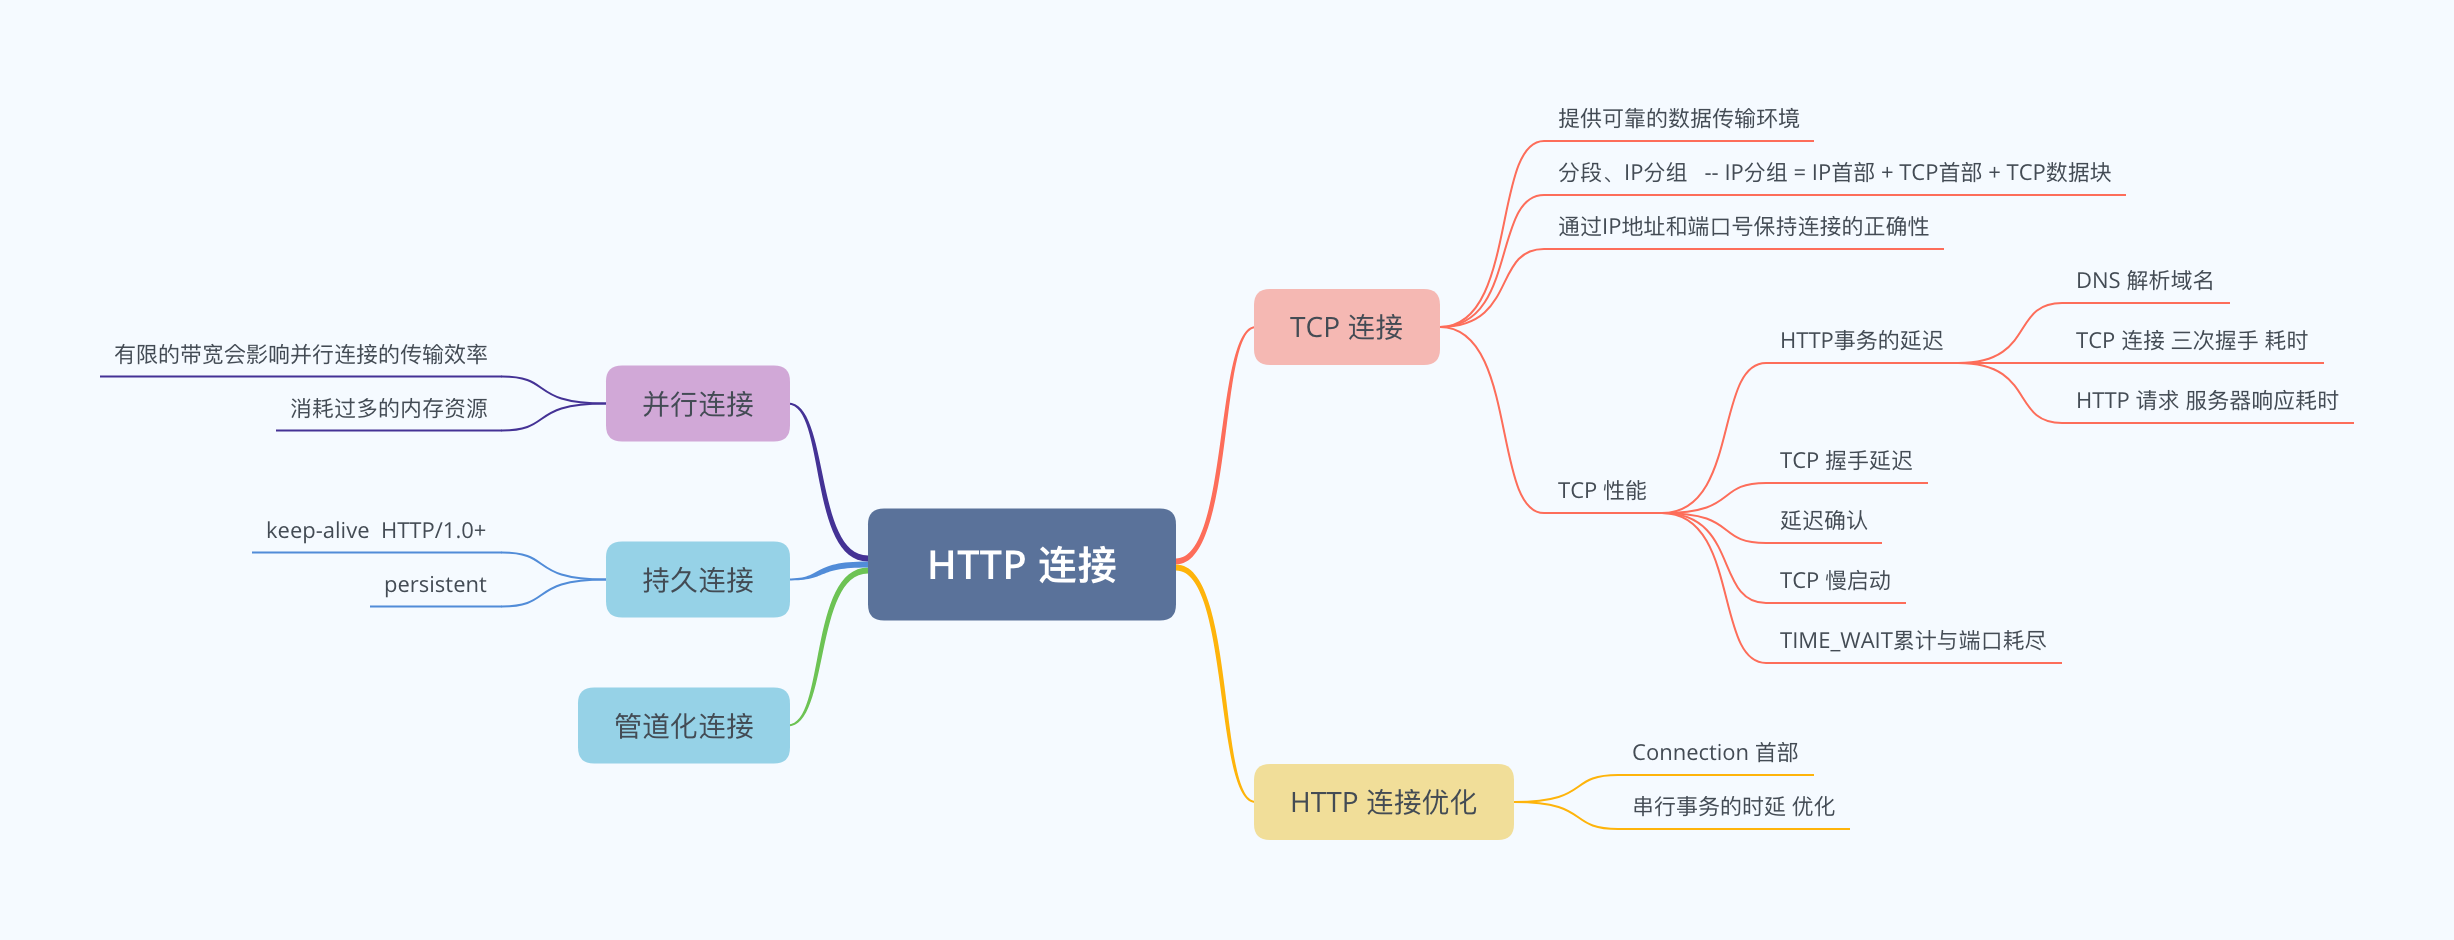 HTTP 连接
TCP 连接
提供可靠的数据传输环境
分段、IP分组   -- IP分组 = IP首部 + TCP首部 + TCP数据块
通过IP地址和端口号保持连接的正确性
TCP 性能
HTTP事务的延迟
DNS 解析域名
TCP 连接 三次握手 耗时
HTTP 请求 服务器响应耗时
TCP 握手延迟
延迟确认
TCP 慢启动
TIME_WAIT累计与端口耗尽
HTTP 连接优化
Connection 首部
串行事务的时延 优化
并行连接
有限的带宽会影响并行连接的传输效率
消耗过多的内存资源
持久连接
keep-alive  HTTP/1.0+
persistent
管道化连接